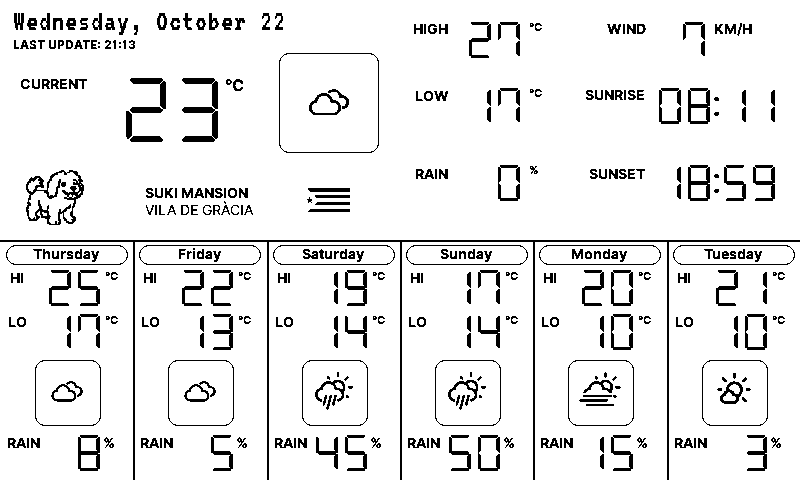 Wednesday, October 22
LAST UPDATE: 21:13
CURRENT 23 °C
HIGH 27 °C
WIND 7 KM/H
LOW 17 °C
SUNRISE 08:11
RAIN 0 %
SUNSET 18:59
SUKI MANSION
VILA DE GRÀCIA
Thursday
HI 25 °C
LO 17 °C
RAIN 8 %
Friday
HI 22 °C
LO 13 °C
RAIN 5 %
Saturday
HI 19 °C
LO 14 °C
RAIN 45 %
Sunday
HI 17 °C
LO 14 °C
RAIN 50 %
Monday
HI 20 °C
LO 10 °C
RAIN 15 %
Tuesday
HI 21 °C
LO 10 °C
RAIN 3 %